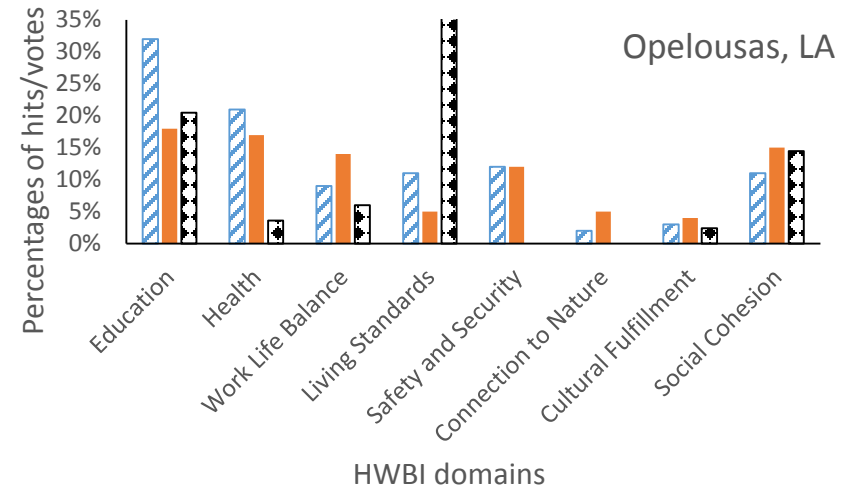 Opelousas, LA
Percentages of hits/votes
35%
30%
25%
20%
15%
10%
5%
0%
Education
Health
Work Life Balance
Living Standards
Safety and Security
Connection to Nature
Cultural Fulfillment
Social Cohesion
HWBI domains